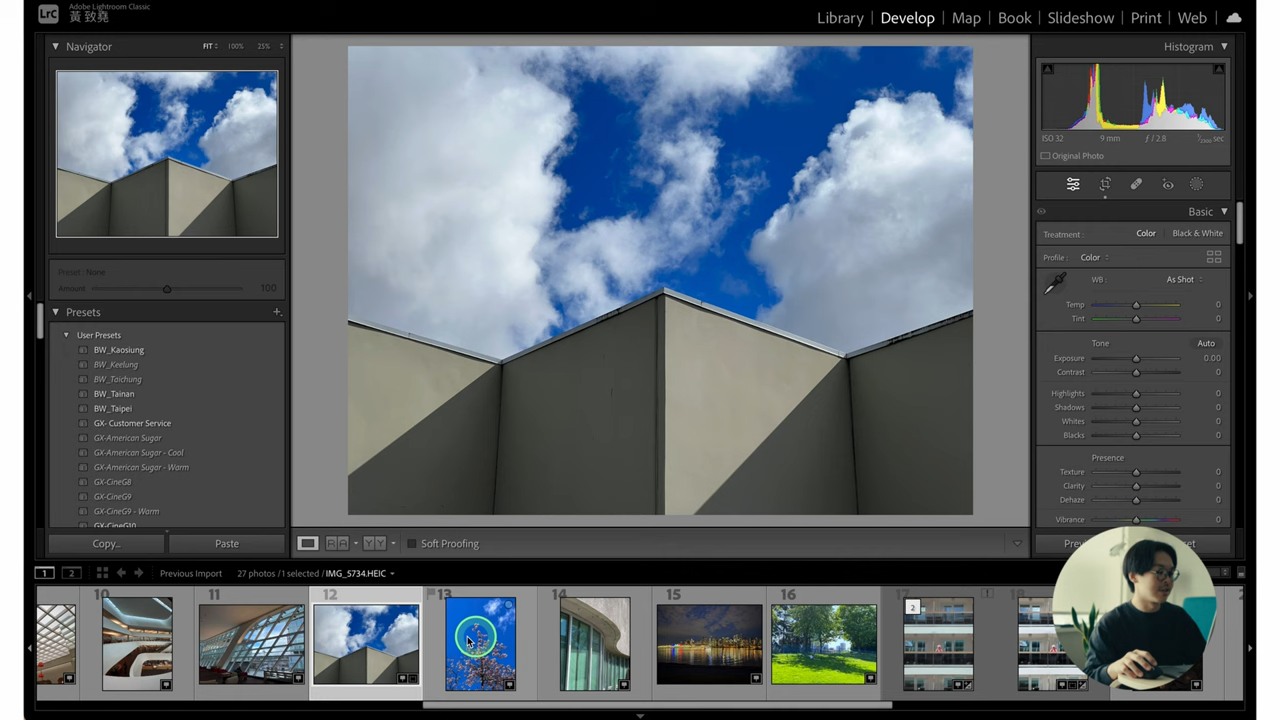 Adobe Lightroom Classic
LrC
黃 致堯
Library Develop Map Book Slideshow Print Web
Navigator
FIT 100% 25%
Histogram
ISO 32 9 mm ƒ / 2.8
Original Photo
Preset : None
Amount 100
Presets
User Presets
BW_Kaosiung
BW_Keelung
BW_Taichung
BW_Tainan
BW_Taipei
GX- Customer Service
GX-American Sugar
GX-American Sugar - Cool
GX-American Sugar - Warm
GX-CineG8
GX-CineG9
GX-CineG9 - Warm
GX-CineG10
Copy...
Paste
Basic
Treatment : Color Black & White
Profile : Color
WB : As Shot
Temp 0
Tint 0
Tone Auto
Exposure 0.00
Contrast 0
Highlights 0
Shadows 0
Whites 0
Blacks 0
Presence
Texture 0
Clarity 0
Dehaze 0
Vibrance 0
Soft Proofing
1 2 Previous Import 27 photos / 1 selected / IMG_5734.HEIC
10 11 12 13 14 15 16 17 18
2